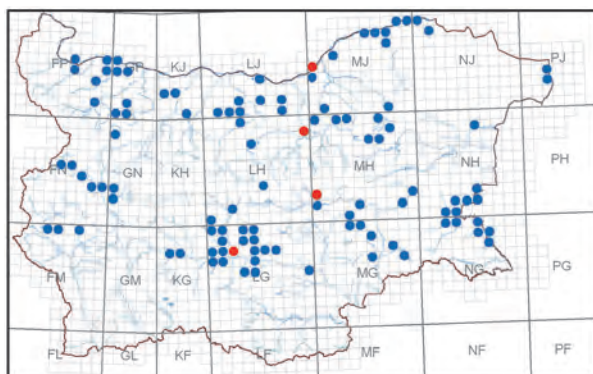 FP GP KJ LJ MJ NJ PJ
FN GN KH LH MH NH PH
FM GM KG LG MG NG PG
FL GL KF LF MF NF PF